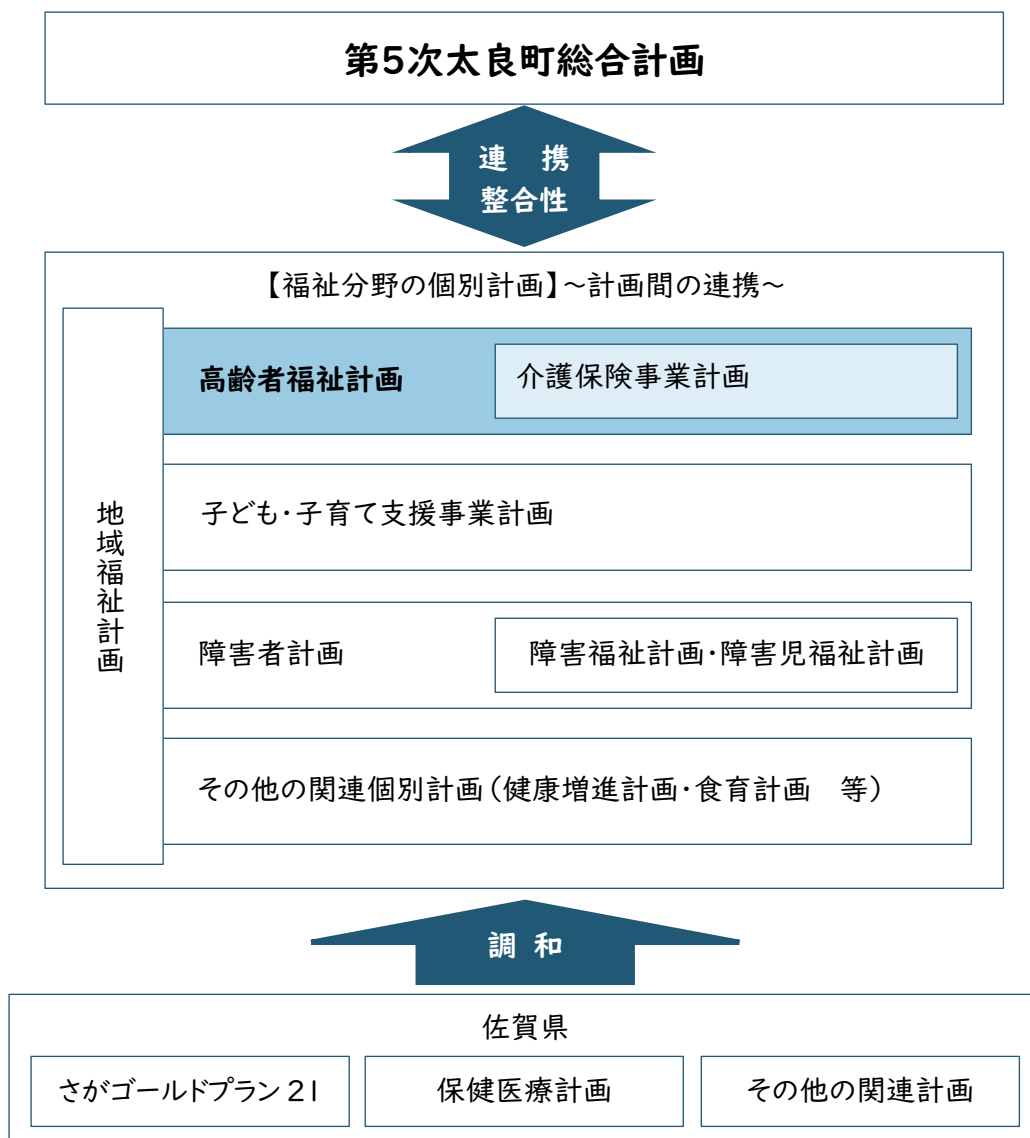 第5次太良町総合計画
連 携
整合性
【福祉分野の個別計画】～計画間の連携～
地域福祉計画
高齢者福祉計画
介護保険事業計画
子ども・子育て支援事業計画
障害者計画
障害福祉計画・障害児福祉計画
その他の関連個別計画（健康増進計画・食育計画　等）
調 和
佐賀県
さがゴールドプラン21
保健医療計画
その他の関連計画